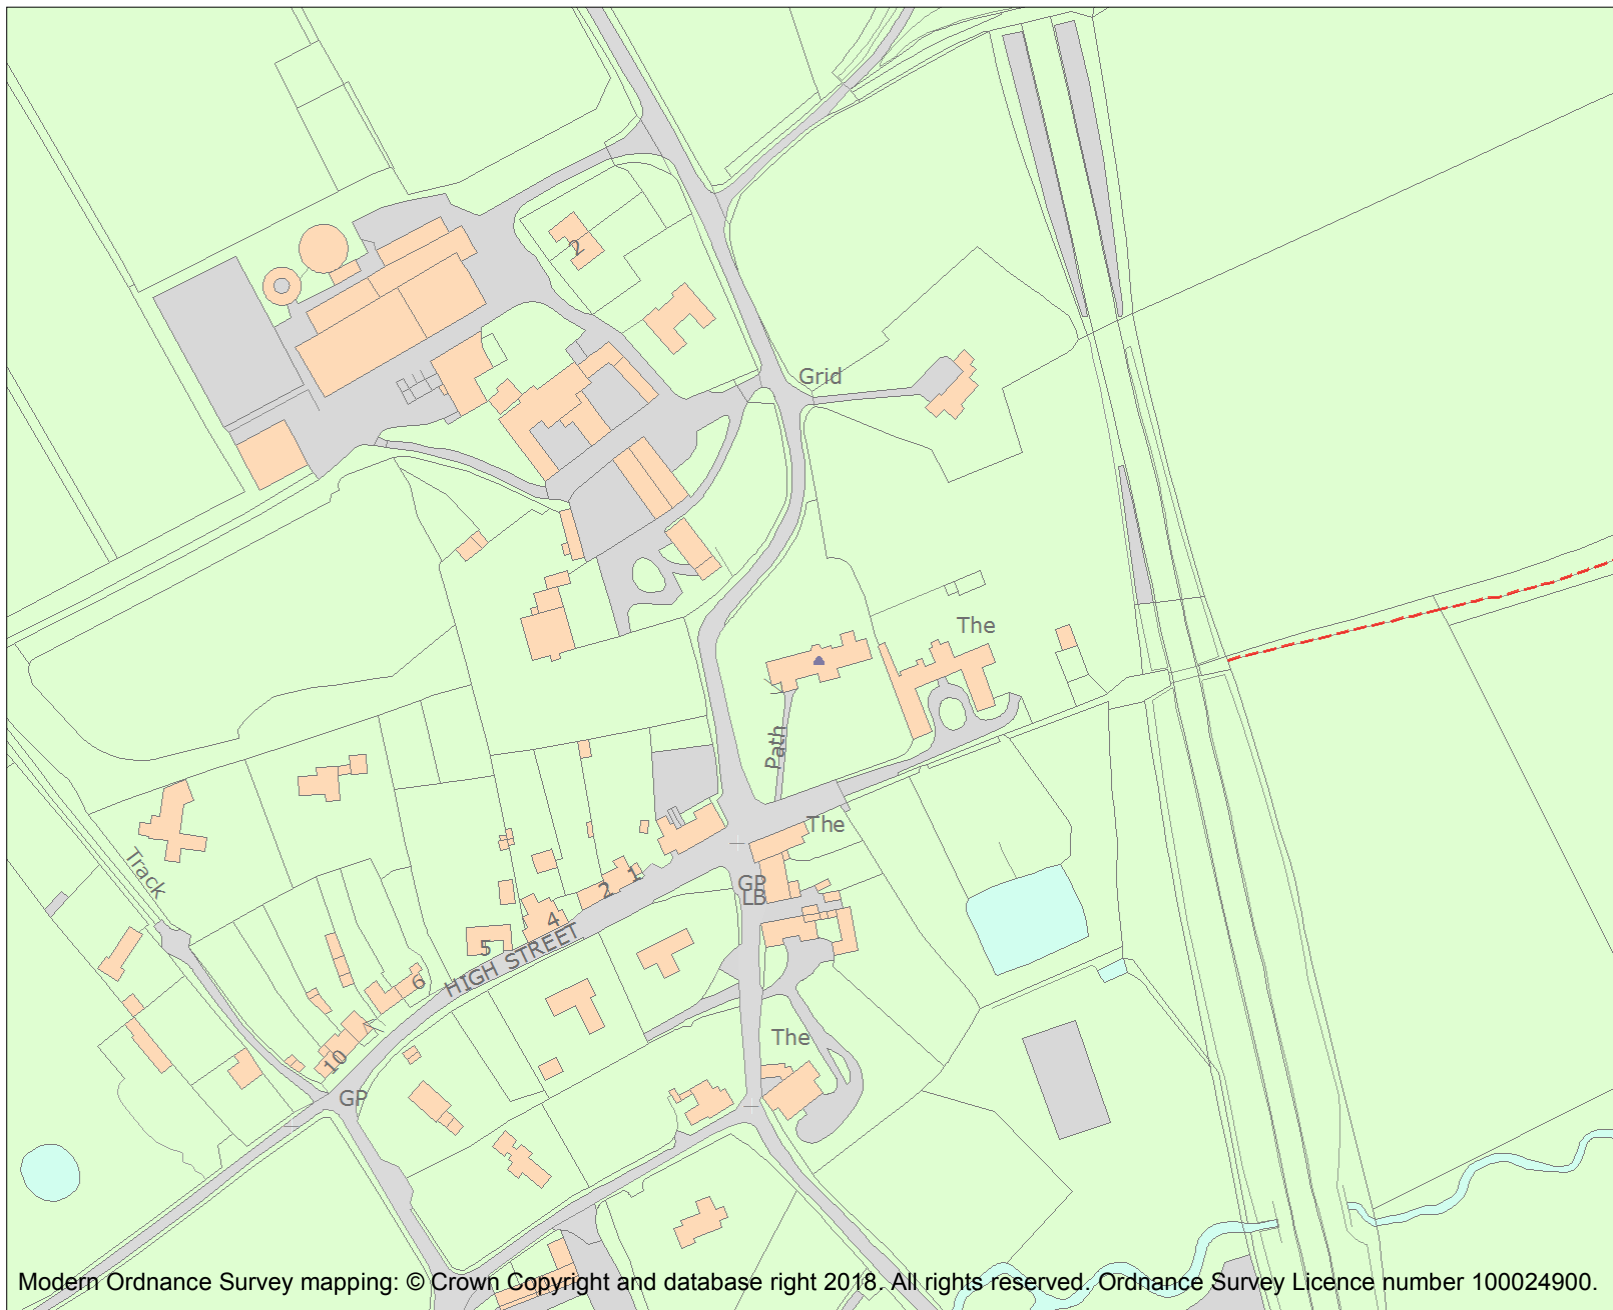 2
Grid
The
Path
The
Track
GP
LB
1
2
4
5
HIGH STREET
6
10
The
GP
Modern Ordnance Survey mapping: © Crown Copyright and database right 2018. All rights reserved. Ordnance Survey Licence number 100024900.